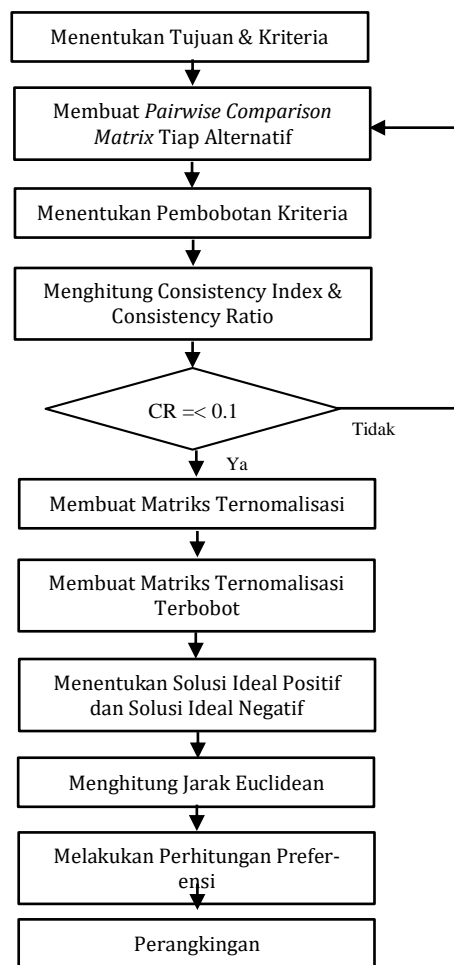 Menentukan Tujuan & Kriteria
Membuat Pairwise Comparison
Matrix Tiap Alternatif
Menentukan Pembobotan Kriteria
Menghitung Consistency Index &
Consistency Ratio
CR =< 0.1
Tidak
Ya
Membuat Matriks Ternomalisasi
Membuat Matriks Ternomalisasi
Terbobot
Menentukan Solusi Ideal Positif
dan Solusi Ideal Negatif
Menghitung Jarak Euclidean
Melakukan Perhitungan Prefer-
ensi
Perangkingan